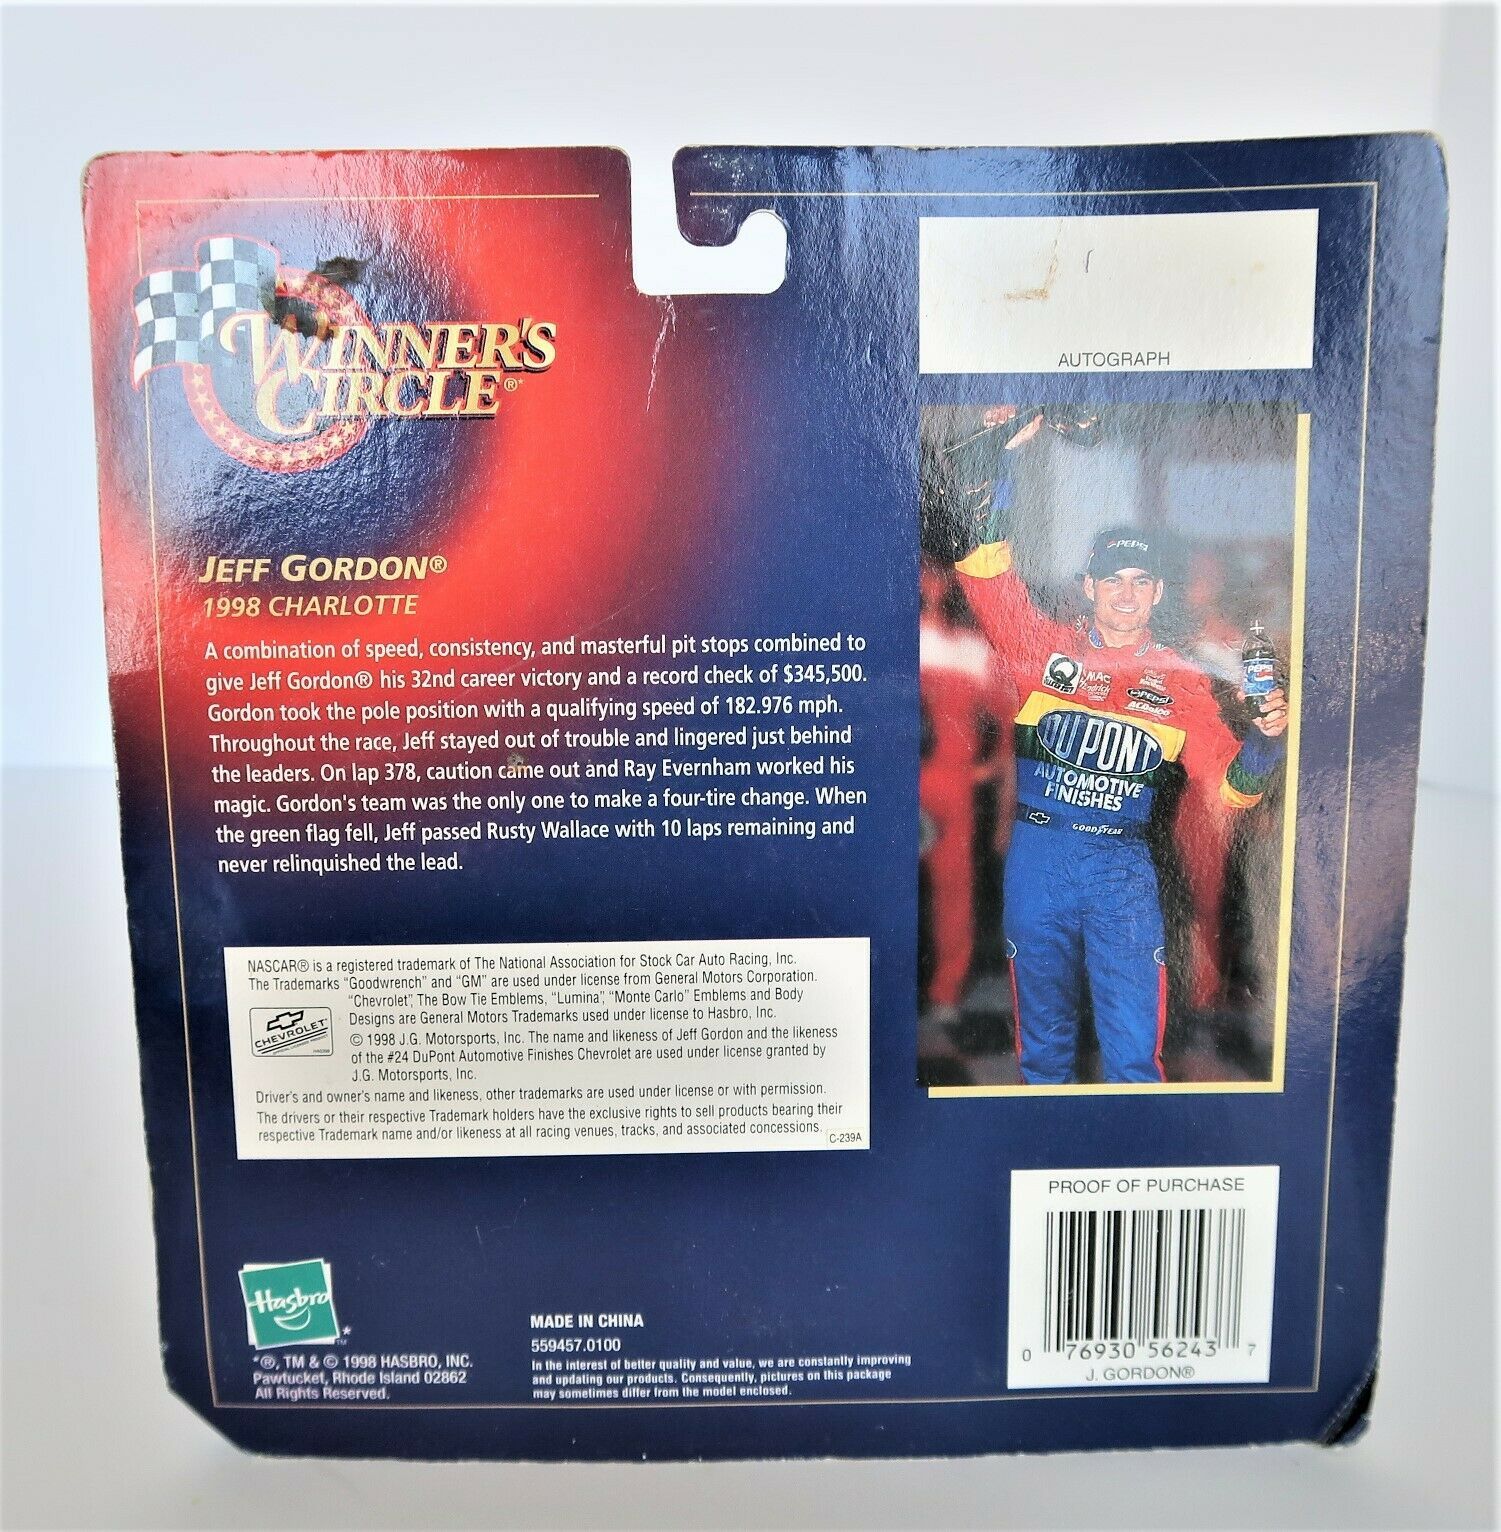 WINNER'S
CIRCLE®*
AUTOGRAPH
JEFF GORDON®
1998 CHARLOTTE
A combination of speed, consistency, and masterful pit stops combined to
give Jeff Gordon® his 32nd career victory and a record check of $345,500.
Gordon took the pole position with a qualifying speed of 182.976 mph.
Throughout the race, Jeff stayed out of trouble and lingered just behind
the leaders. On lap 378, caution came out and Ray Evernham worked his
magic. Gordon's team was the only one to make a four-tire change. When
the green flag fell, Jeff passed Rusty Wallace with 10 laps remaining and
never relinquished the lead.
PEPSI
PEPSI
MAC
Hendrick
PEPSI
DU PONT
AUTOMOTIVE
FINISHES
GOODYEAR
NASCAR® is a registered trademark of The National Association for Stock Car Auto Racing, Inc.
The Trademarks "Goodwrench" and "GM" are used under license from General Motors Corporation.
"Chevrolet", The Bow Tie Emblems, "Lumina", "Monte Carlo" Emblems and Body
Designs are General Motors Trademarks used under license to Hasbro, Inc.
CHEVROLET
© 1998 J.G. Motorsports, Inc. The name and likeness of Jeff Gordon and the likeness
of the #24 DuPont Automotive Finishes Chevrolet are used under license granted by
J.G. Motorsports, Inc.
Driver's and owner's name and likeness, other trademarks are used under license or with permission.
The drivers or their respective Trademark holders have the exclusive rights to sell products bearing their
respective Trademark name and/or likeness at all racing venues, tracks, and associated concessions.
C-239A
Hasbro
*®, TM & © 1998 HASBRO, INC.
Pawtucket, Rhode Island 02862
All Rights Reserved.
MADE IN CHINA
559457.0100
In the interest of better quality and value, we are constantly improving
and updating our products. Consequently, pictures on this package
may sometimes differ from the model enclosed.
PROOF OF PURCHASE
0 76930 56243 7
J. GORDON®